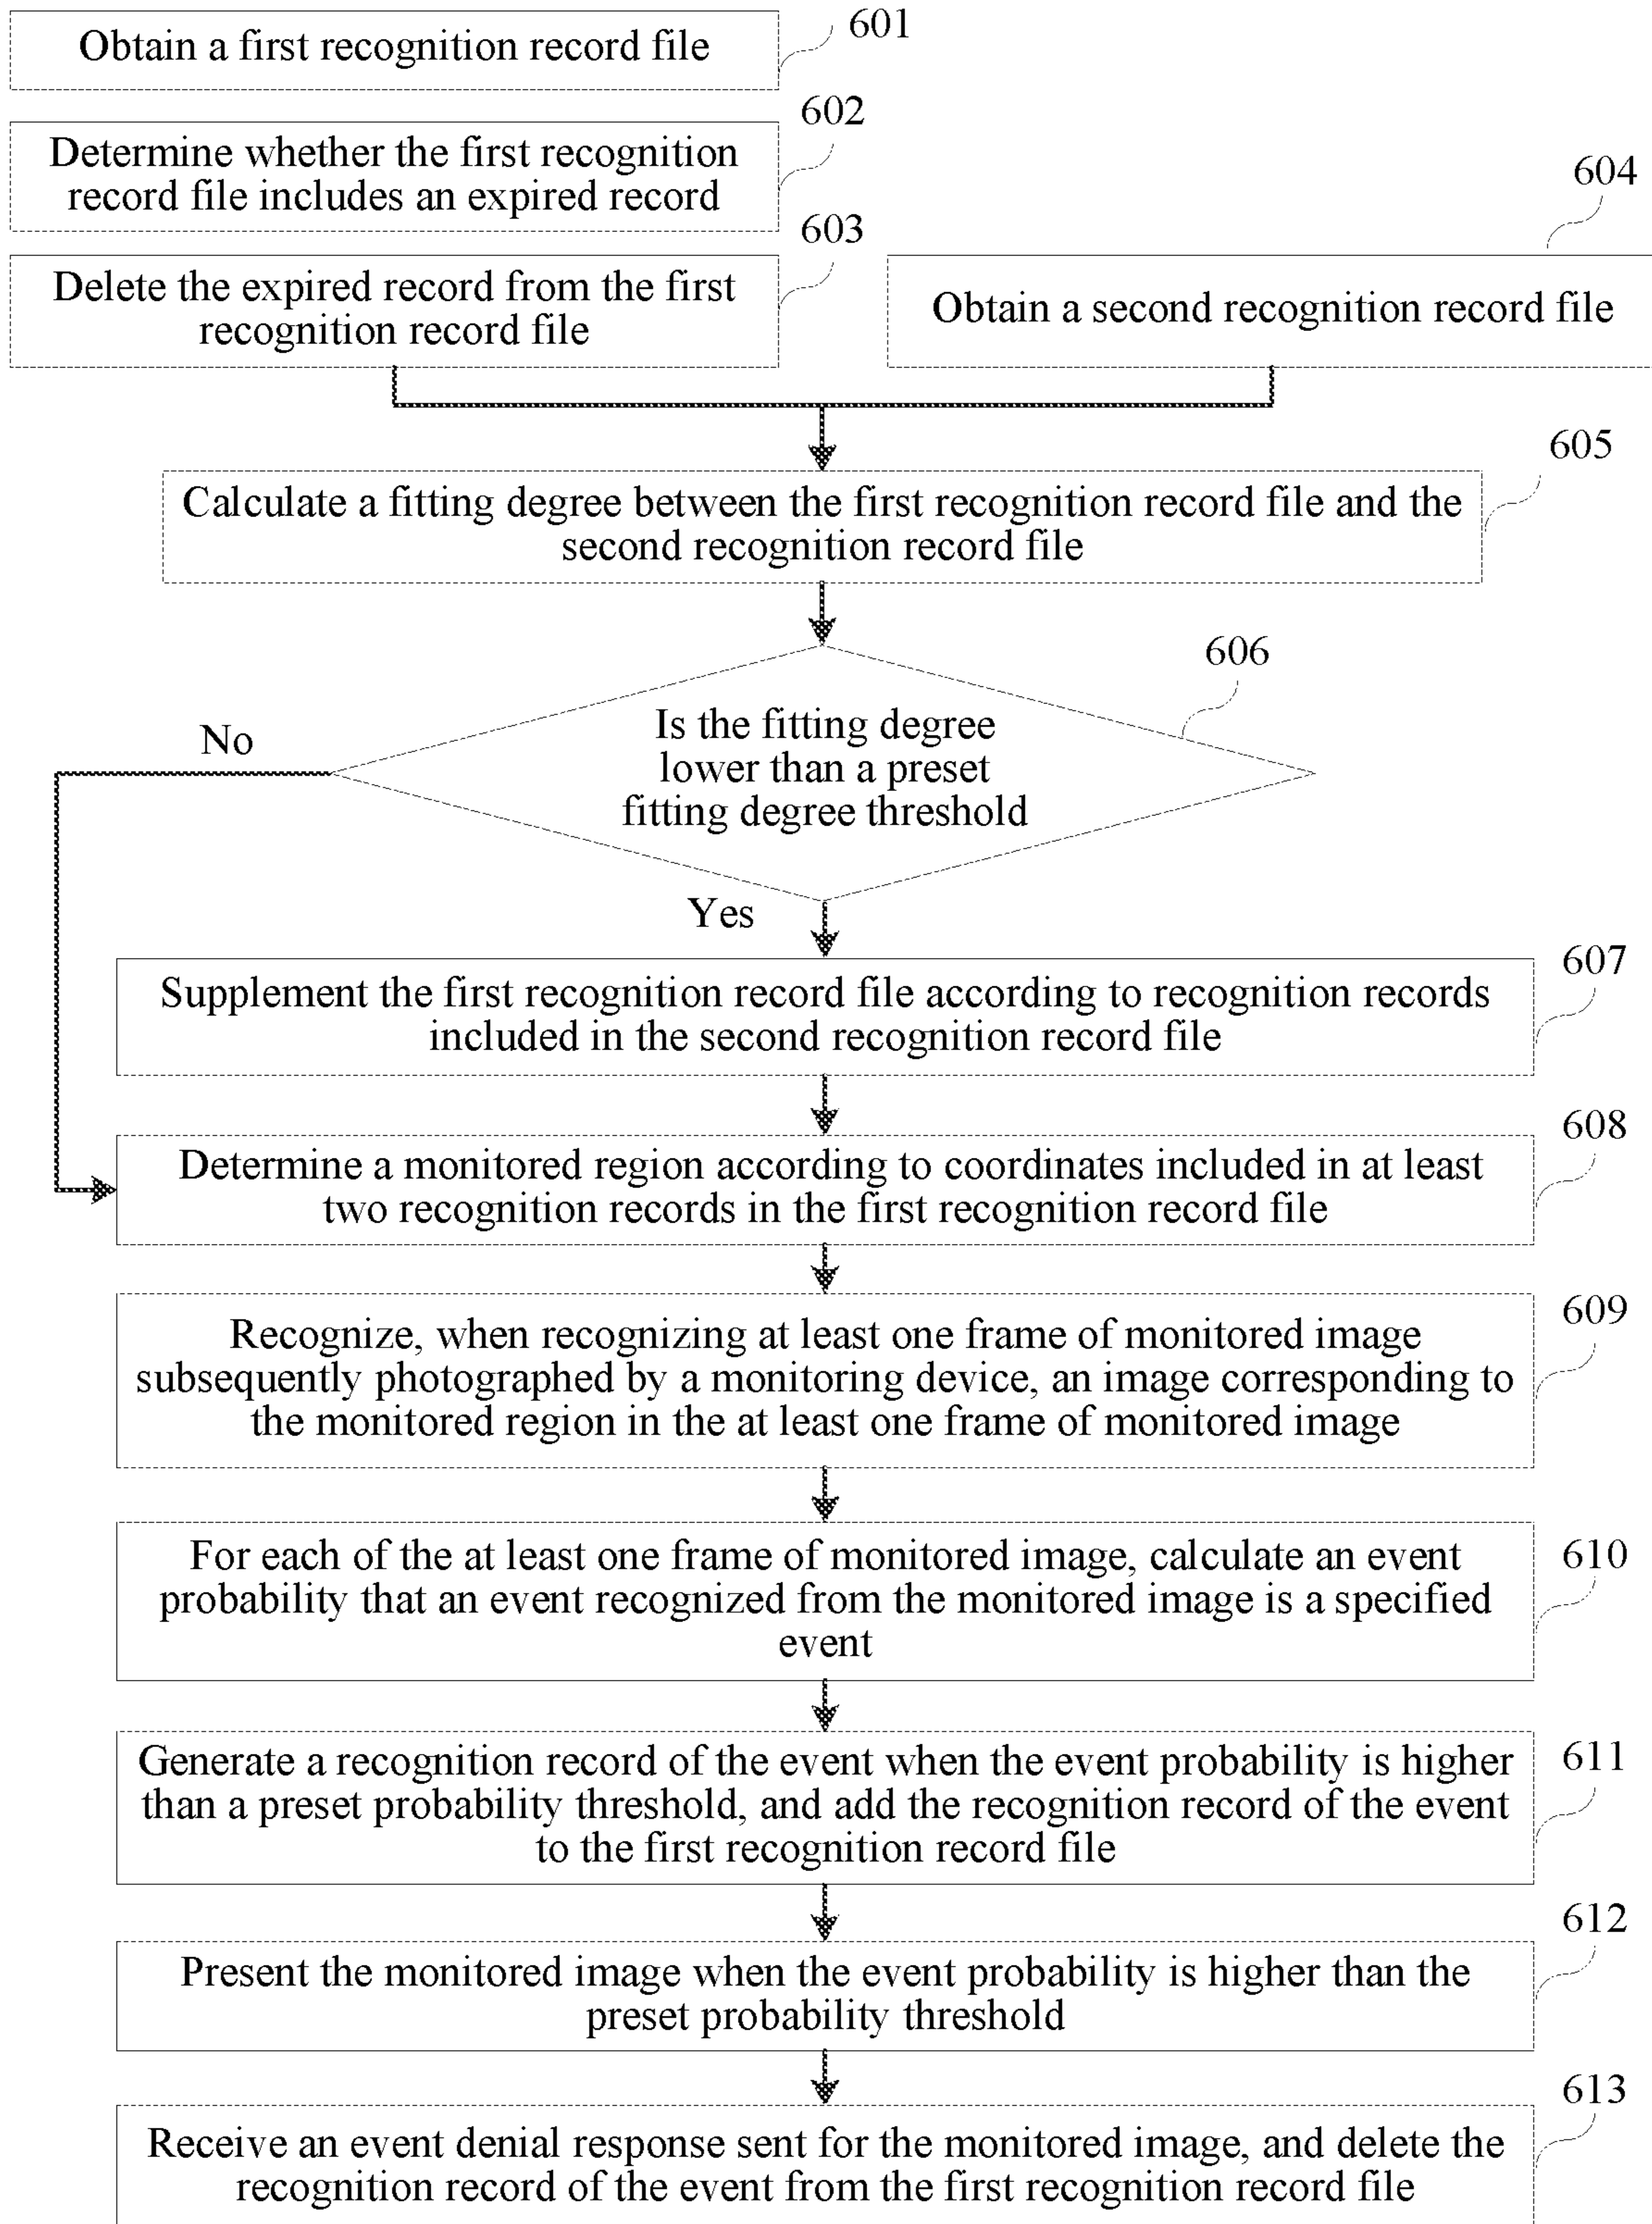 Obtain a first recognition record file
601
Determine whether the first recognition
record file includes an expired record
602
Delete the expired record from the first
recognition record file
603
Obtain a second recognition record file
604
Calculate a fitting degree between the first recognition record file and the
second recognition record file
605
Is the fitting degree
lower than a preset
fitting degree threshold
606
No
Yes
Supplement the first recognition record file according to recognition records
included in the second recognition record file
607
Determine a monitored region according to coordinates included in at least
two recognition records in the first recognition record file
608
Recognize, when recognizing at least one frame of monitored image
subsequently photographed by a monitoring device, an image corresponding to
the monitored region in the at least one frame of monitored image
609
For each of the at least one frame of monitored image, calculate an event
probability that an event recognized from the monitored image is a specified
event
610
Generate a recognition record of the event when the event probability is higher
than a preset probability threshold, and add the recognition record of the event
to the first recognition record file
611
Present the monitored image when the event probability is higher than the
preset probability threshold
612
Receive an event denial response sent for the monitored image, and delete the
recognition record of the event from the first recognition record file
613